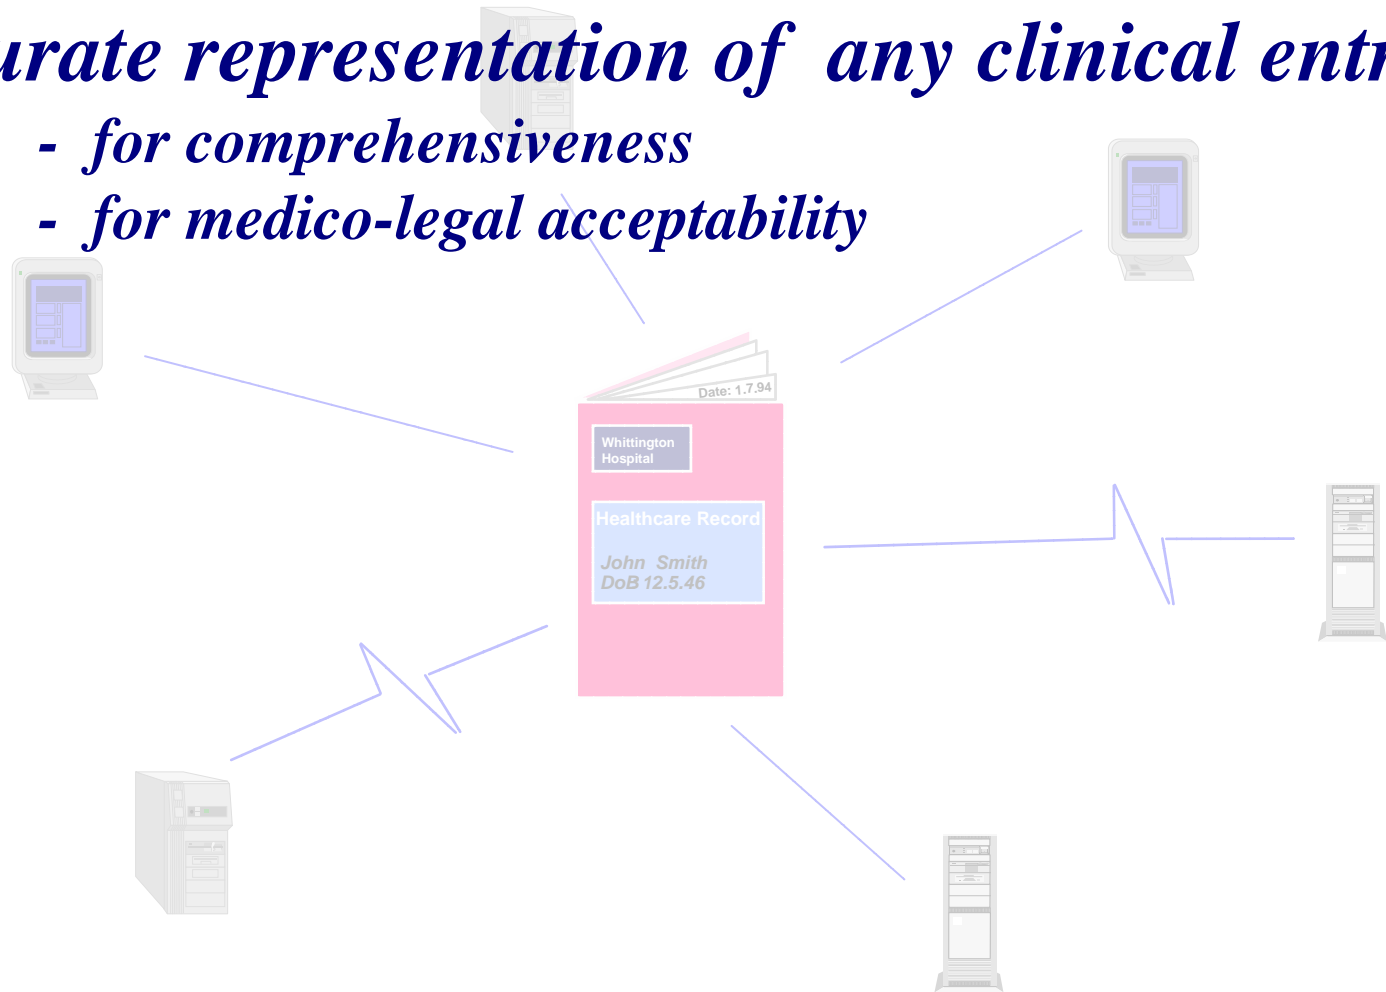 urate representation of any clinical entr
- for comprehensiveness
- for medico-legal acceptability
Date: 1.7.94
Whittington
Hospital
Healthcare Record
John Smith
DoB 12.5.46